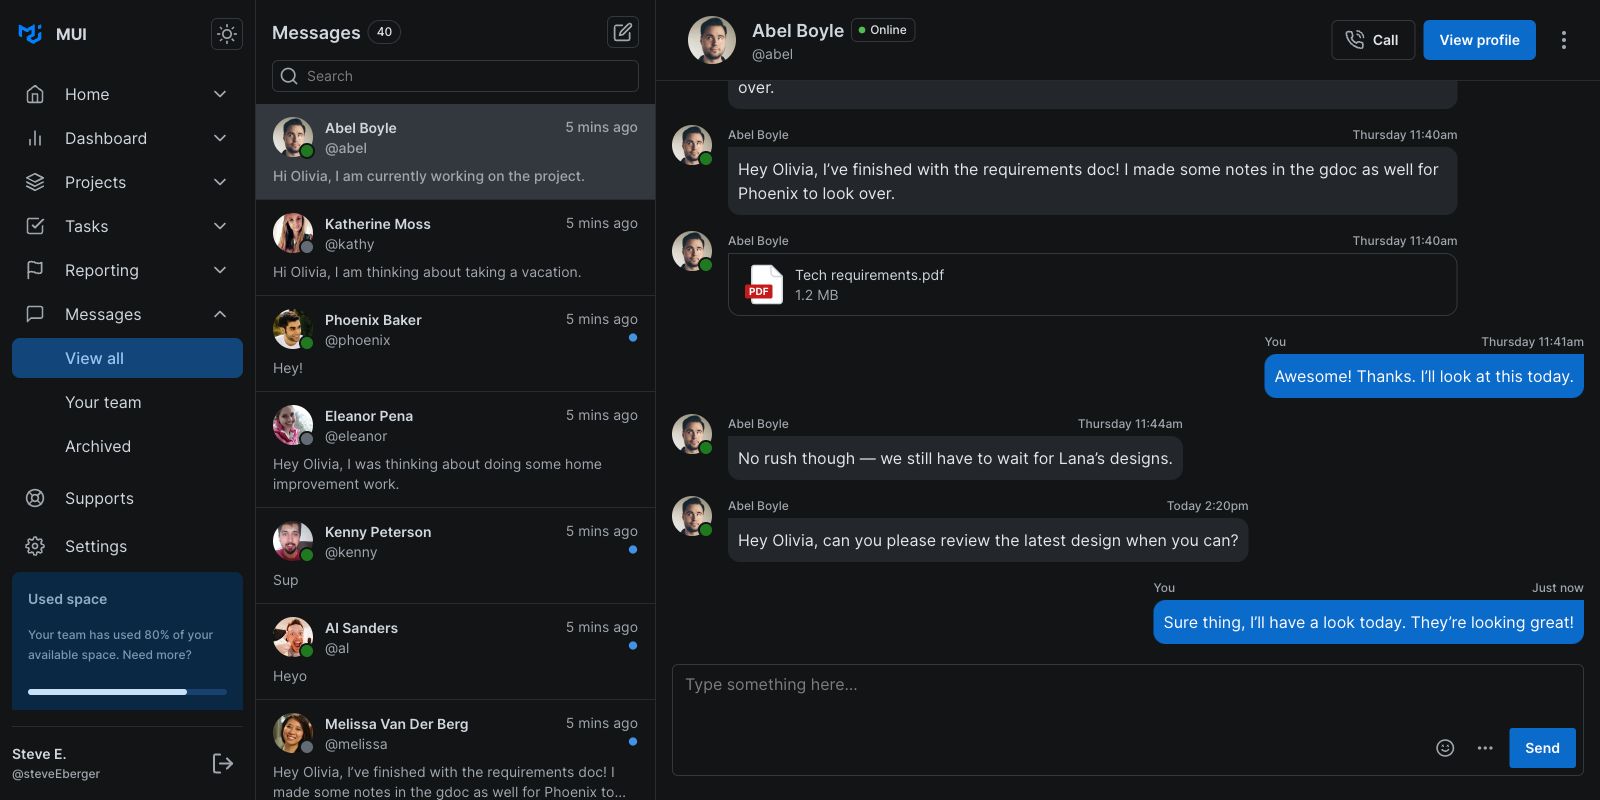 MUI
Home
Dashboard
Projects
Tasks
Reporting
Messages
View all
Your team
Archived
Supports
Settings
Used space
Your team has used 80% of your
available space. Need more?
Steve E.
@steveEberger
Messages 40
Search
Abel Boyle 5 mins ago
@abel
Hi Olivia, I am currently working on the project.
Katherine Moss 5 mins ago
@kathy
Hi Olivia, I am thinking about taking a vacation.
Phoenix Baker 5 mins ago
@phoenix
Hey!
Eleanor Pena 5 mins ago
@eleanor
Hey Olivia, I was thinking about doing some home
improvement work.
Kenny Peterson 5 mins ago
@kenny
Sup
Al Sanders 5 mins ago
@al
Heyo
Melissa Van Der Berg 5 mins ago
@melissa
Hey Olivia, I’ve finished with the requirements doc! I
made some notes in the gdoc as well for Phoenix to...
Abel Boyle Online
@abel
Call
View profile
over.
Abel Boyle Thursday 11:40am
Hey Olivia, I’ve finished with the requirements doc! I made some notes in the gdoc as well for
Phoenix to look over.
Abel Boyle Thursday 11:40am
PDF
Tech requirements.pdf
1.2 MB
You Thursday 11:41am
Awesome! Thanks. I’ll look at this today.
Abel Boyle Thursday 11:44am
No rush though — we still have to wait for Lana’s designs.
Abel Boyle Today 2:20pm
Hey Olivia, can you please review the latest design when you can?
You Just now
Sure thing, I’ll have a look today. They’re looking great!
Type something here…
Send